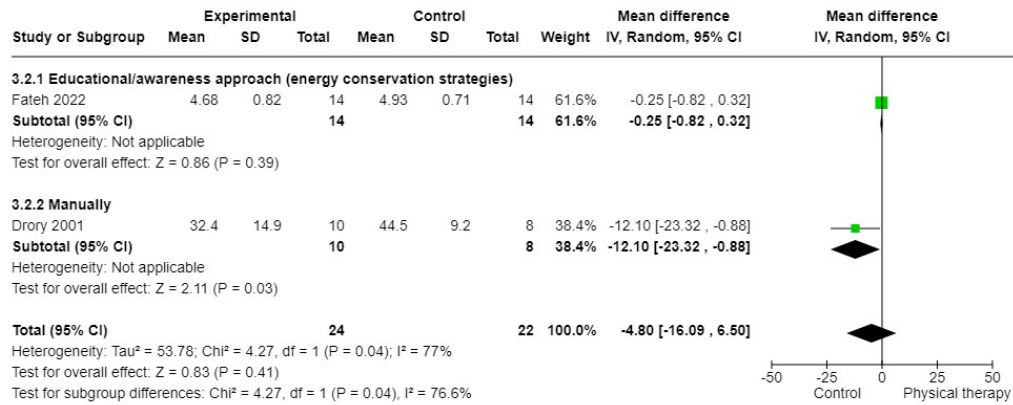 Experimental Control Mean difference Mean difference
Study or Subgroup Mean SD Total Mean SD Total Weight IV, Random, 95% CI IV, Random, 95% CI
3.2.1 Educational/awareness approach (energy conservation strategies)
Fateh 2022 4.68 0.82 14 4.93 0.71 14 61.6% -0.25 [-0.82 , 0.32]
Subtotal (95% CI) 14 14 61.6% -0.25 [-0.82 , 0.32]
Heterogeneity: Not applicable
Test for overall effect: Z = 0.86 (P = 0.39)
3.2.2 Manually
Drory 2001 32.4 14.9 10 44.5 9.2 8 38.4% -12.10 [-23.32 , -0.88]
Subtotal (95% CI) 10 8 38.4% -12.10 [-23.32 , -0.88]
Heterogeneity: Not applicable
Test for overall effect: Z = 2.11 (P = 0.03)
Total (95% CI) 24 22 100.0% -4.80 [-16.09 , 6.50]
Heterogeneity: Tau² = 53.78; Chi² = 4.27, df = 1 (P = 0.04); I² = 77%
Test for overall effect: Z = 0.83 (P = 0.41)
Test for subgroup differences: Chi² = 4.27, df = 1 (P = 0.04), I² = 76.6%
-50 -25 0 25 50
Control Physical therapy